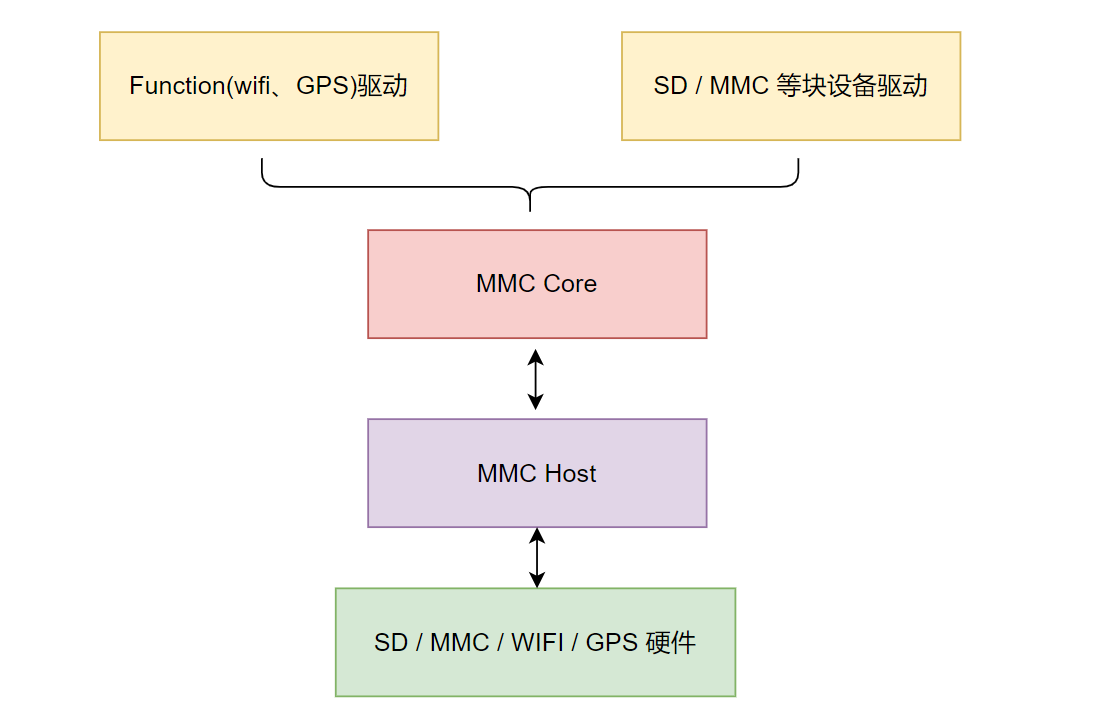 Function(wifi、GPS)驱动
SD / MMC 等块设备驱动
MMC Core
MMC Host
SD / MMC / WIFI / GPS 硬件